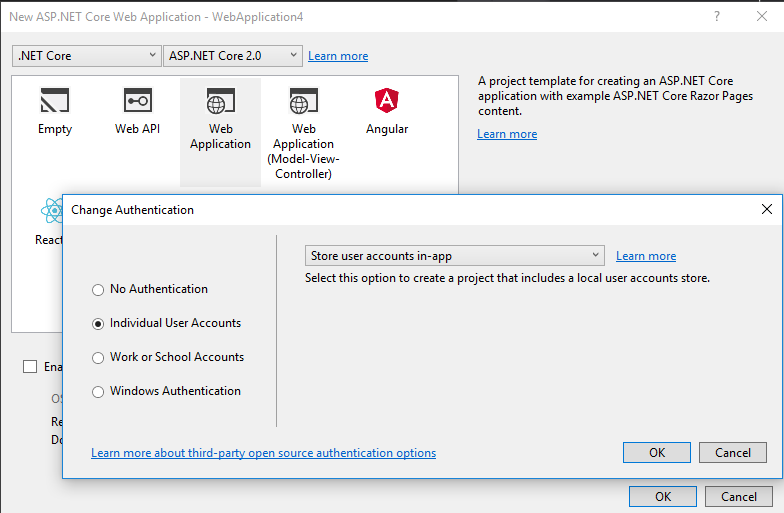 New ASP.NET Core Web Application - WebApplication4
.NET Core
ASP.NET Core 2.0
Learn more
Empty
Web API
Web
Application
Web
Application
(Model-View-
Controller)
Angular
A project template for creating an ASP.NET Core
application with example ASP.NET Core Razor Pages
content.
Learn more
React
Change Authentication
No Authentication
Individual User Accounts
Work or School Accounts
Windows Authentication
Store user accounts in-app
Learn more
Select this option to create a project that includes a local user accounts store.
Learn more about third-party open source authentication options
OK
Cancel
Ena
OS
Re
Do
OK
Cancel